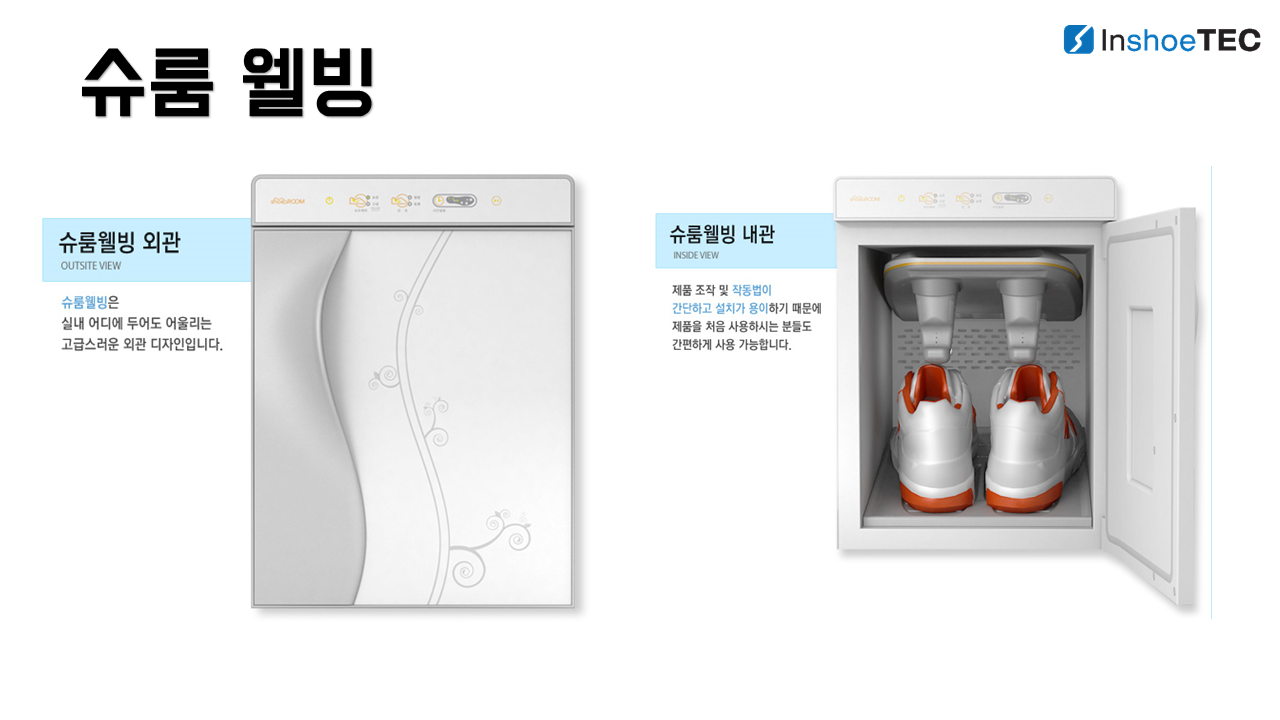 슈룸 웰빙
InshoeTEC
슈룸웰빙 외관
OUTSITE VIEW
슈룸웰빙은
실내 어디에 두어도 어울리는
고급스러운 외관 디자인입니다.
슈룸웰빙 내관
INSIDE VIEW
제품 조작 및 작동법이
간단하고 설치가 용이하기 때문에
제품을 처음 사용하시는 분들도
간편하게 사용 가능합니다.